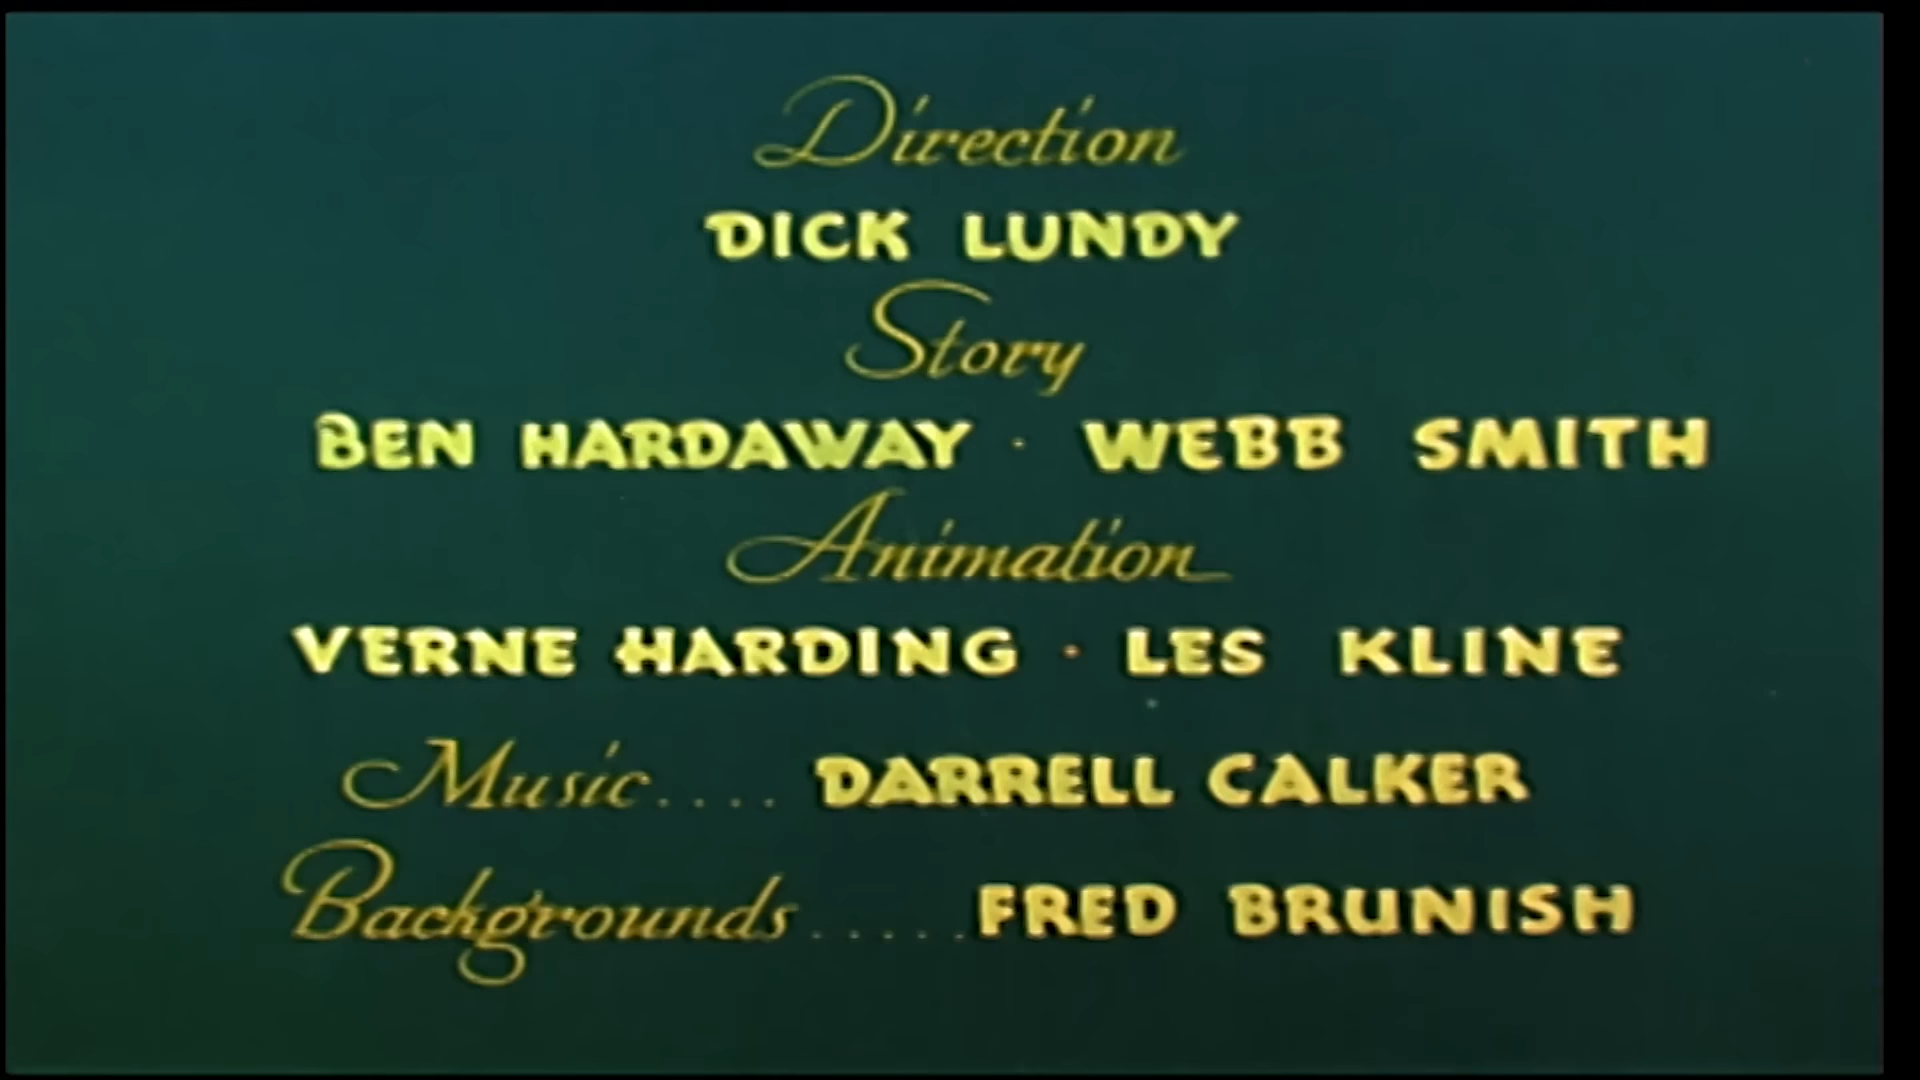 Direction
DICK LUNDY
Story
BEN HARDAWAY · WEBB SMITH
Animation
VERNE HARDING · LES KLINE
Music.... DARRELL CALKER
Backgrounds.....FRED BRUNISH